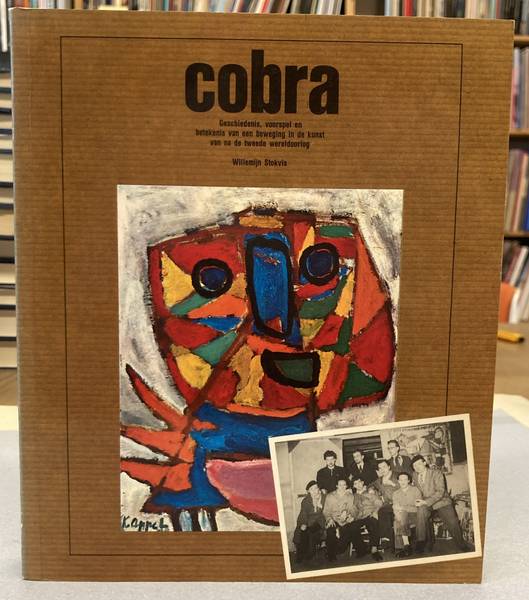 cobra
Geschiedenis, voorspel en
betekenis van een beweging in de kunst
van na de tweede wereldoorlog
Willemijn Stokvis
K. Appel